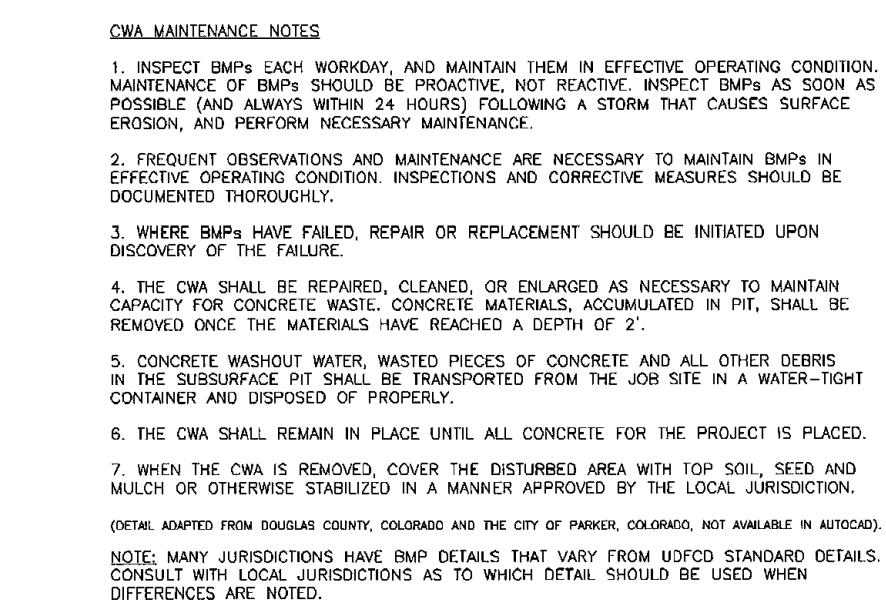 CWA MAINTENANCE NOTES
1. INSPECT BMPs EACH WORKDAY, AND MAINTAIN THEM IN EFFECTIVE OPERATING CONDITION.
MAINTENANCE OF BMPs SHOULD BE PROACTIVE, NOT REACTIVE. INSPECT BMPs AS SOON AS
POSSIBLE (AND ALWAYS WITHIN 24 HOURS) FOLLOWING A STORM THAT CAUSES SURFACE
EROSION, AND PERFORM NECESSARY MAINTENANCE.
2. FREQUENT OBSERVATIONS AND MAINTENANCE ARE NECESSARY TO MAINTAIN BMPs IN
EFFECTIVE OPERATING CONDITION. INSPECTIONS AND CORRECTIVE MEASURES SHOULD BE
DOCUMENTED THOROUGHLY.
3. WHERE BMPs HAVE FAILED, REPAIR OR REPLACEMENT SHOULD BE INITIATED UPON
DISCOVERY OF THE FAILURE.
4. THE CWA SHALL BE REPAIRED, CLEANED, OR ENLARGED AS NECESSARY TO MAINTAIN
CAPACITY FOR CONCRETE WASTE. CONCRETE MATERIALS, ACCUMULATED IN PIT, SHALL BE
REMOVED ONCE THE MATERIALS HAVE REACHED A DEPTH OF 2'.
5. CONCRETE WASHOUT WATER, WASTED PIECES OF CONCRETE AND ALL OTHER DEBRIS
IN THE SUBSURFACE PIT SHALL BE TRANSPORTED FROM THE JOB SITE IN A WATER-TIGHT
CONTAINER AND DISPOSED OF PROPERLY.
6. THE CWA SHALL REMAIN IN PLACE UNTIL ALL CONCRETE FOR THE PROJECT IS PLACED.
7. WHEN THE CWA IS REMOVED, COVER THE DISTURBED AREA WITH TOP SOIL, SEED AND
MULCH OR OTHERWISE STABILIZED IN A MANNER APPROVED BY THE LOCAL JURISDICTION.
(DETAIL ADAPTED FROM DOUGLAS COUNTY, COLORADO AND THE CITY OF PARKER, COLORADO, NOT AVAILABLE IN AUTOCAD).
NOTE: MANY JURISDICTIONS HAVE BMP DETAILS THAT VARY FROM UDFCD STANDARD DETAILS.
CONSULT WITH LOCAL JURISDICTIONS AS TO WHICH DETAIL SHOULD BE USED WHEN
DIFFERENCES ARE NOTED.